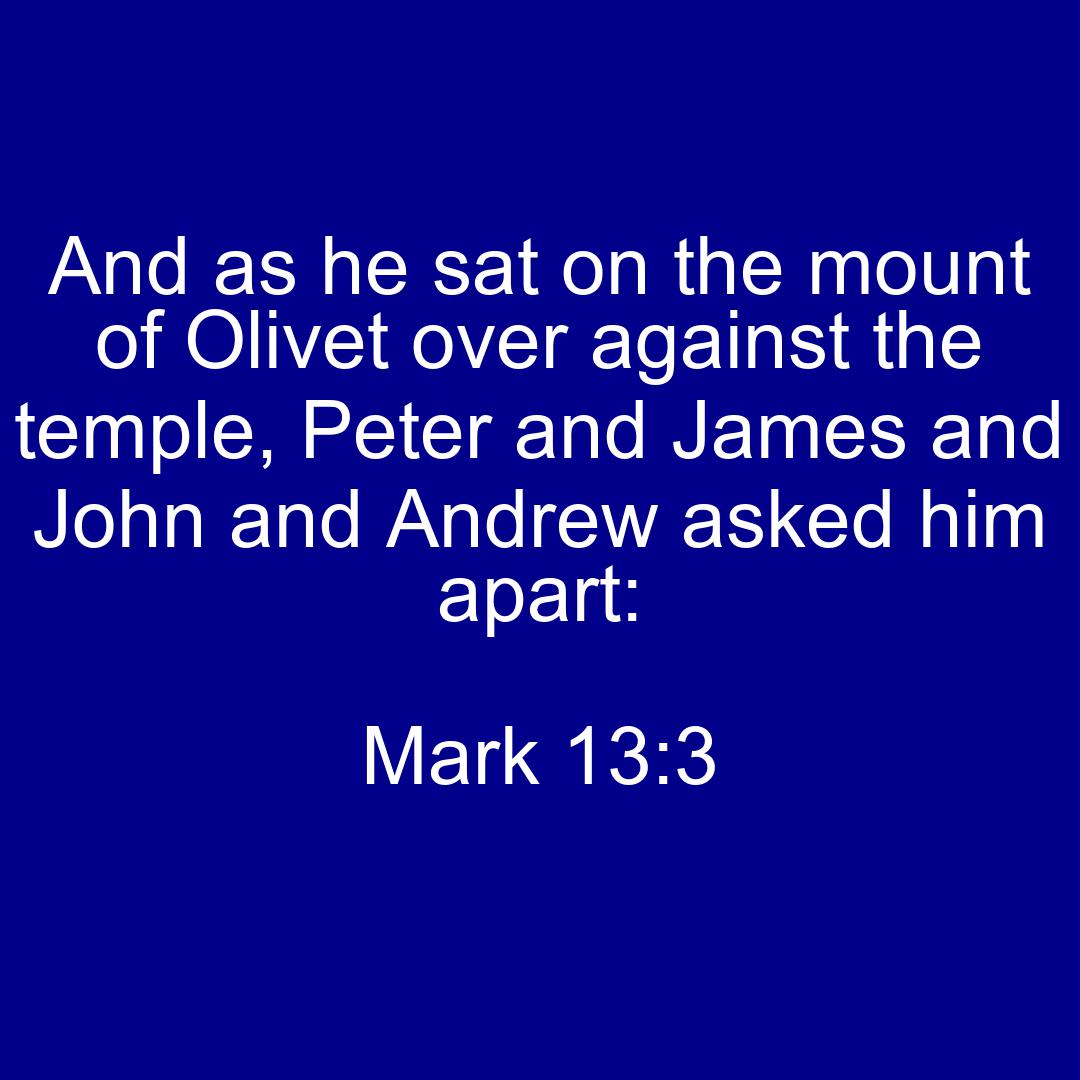 And as he sat on the mount
of Olivet over against the
temple, Peter and James and
John and Andrew asked him
apart:
Mark 13:3